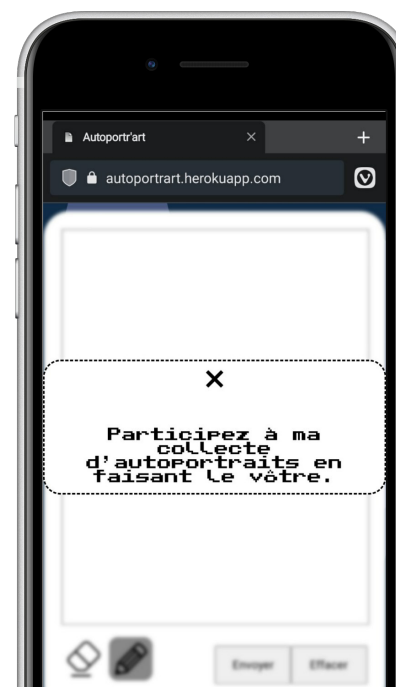 Autoportr'art
autoportrart.herokuapp.com
Participez à ma
collecte
d'autoportraits en
faisant le vôtre.
Envoyer Effacer